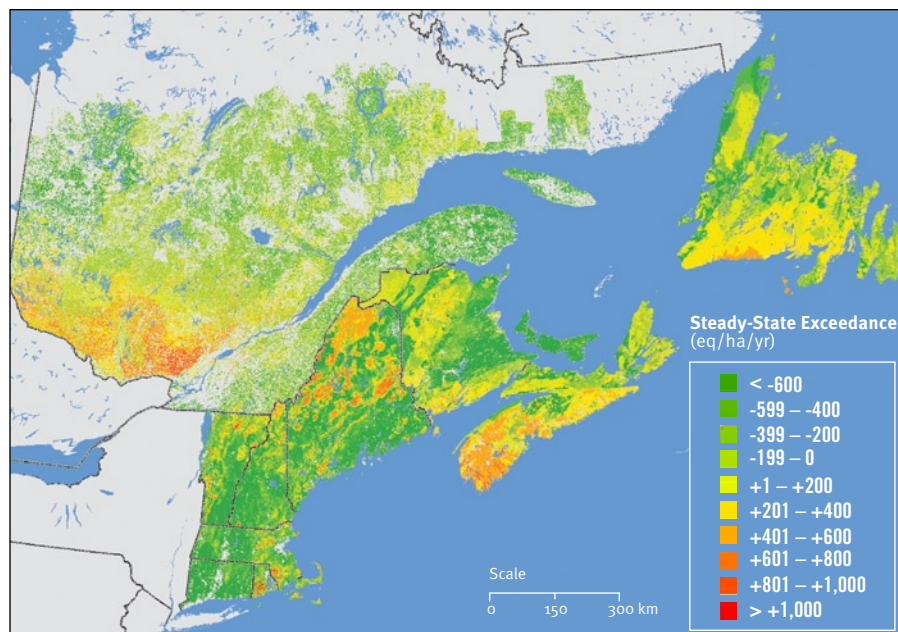 Steady-State Exceedance
(eq/ha/yr)
< -600
-599 – -400
-399 – -200
-199 – 0
+1 – +200
+201 – +400
+401 – +600
+601 – +800
+801 – +1,000
> +1,000
Scale
0 150 300 km